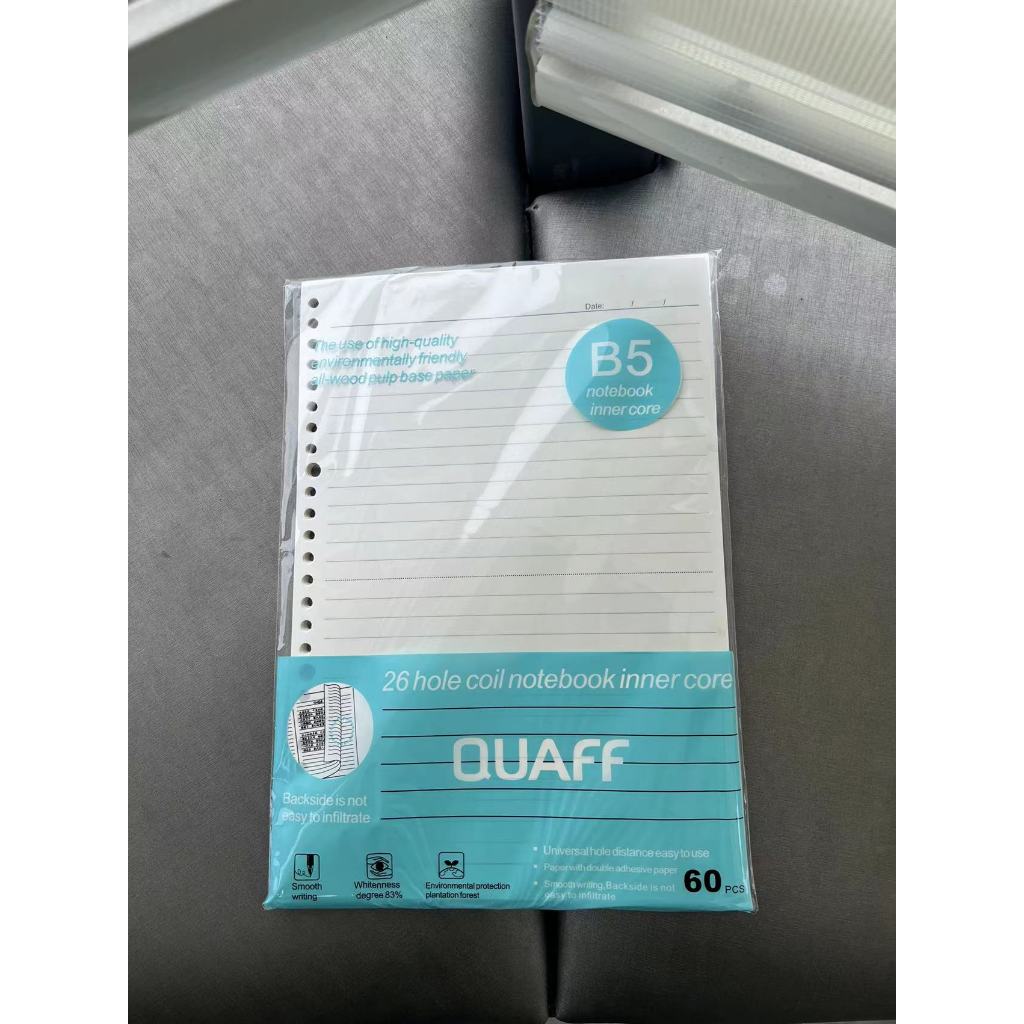 Date: / /
The use of high-quality
environmentally friendly
all-wood pulp base paper
B5
notebook
inner core
26 hole coil notebook inner core
QUAFF
Backside is not
easy to infiltrate
Smooth
writing
Whiteness
degree 83%
Environmental protection
plantation forest
• Universal hole distance easy to use
• Paper with double adhesive paper
• Smooth writing, Backside is not
easy to infiltrate
60 PCS